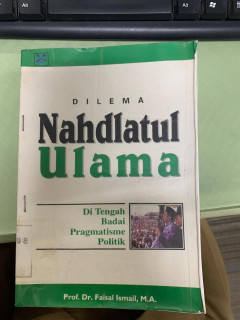 DILEMA
Nahdlatul
Ulama
Di Tengah
Badai
Pragmatisme
Politik
Prof. Dr. Faisal Ismail, M.A.